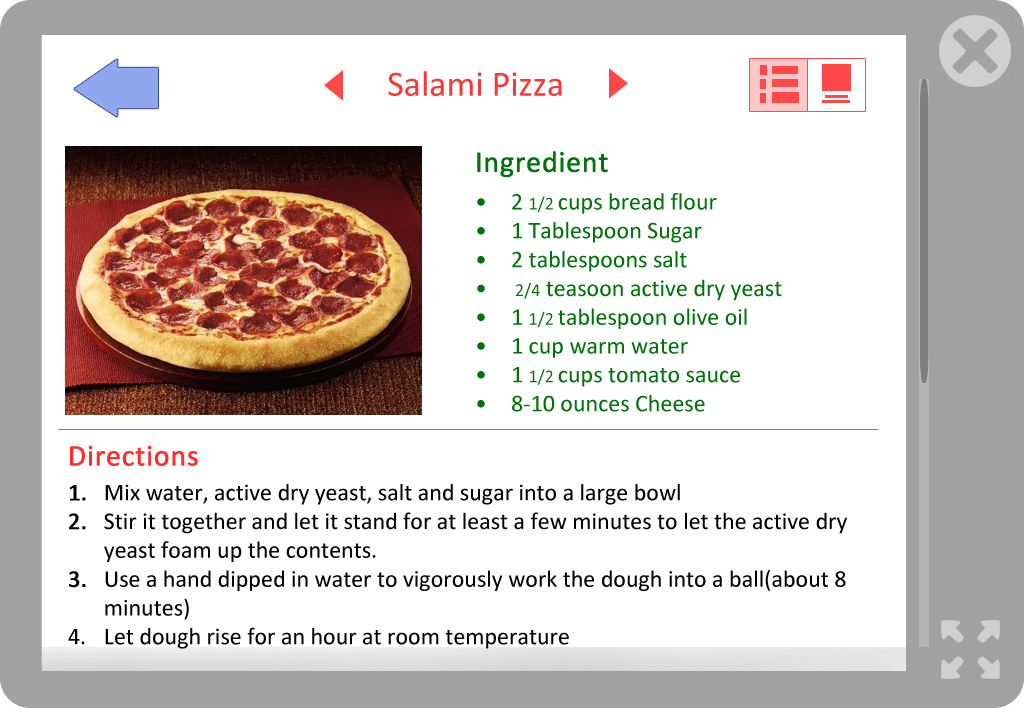 Salami Pizza
Ingredient
• 2 1/2 cups bread flour
• 1 Tablespoon Sugar
• 2 tablespoons salt
• 2/4 teasoon active dry yeast
• 1 1/2 tablespoon olive oil
• 1 cup warm water
• 1 1/2 cups tomato sauce
• 8-10 ounces Cheese
Directions
1. Mix water, active dry yeast, salt and sugar into a large bowl
2. Stir it together and let it stand for at least a few minutes to let the active dry
yeast foam up the contents.
3. Use a hand dipped in water to vigorously work the dough into a ball(about 8
minutes)
4. Let dough rise for an hour at room temperature